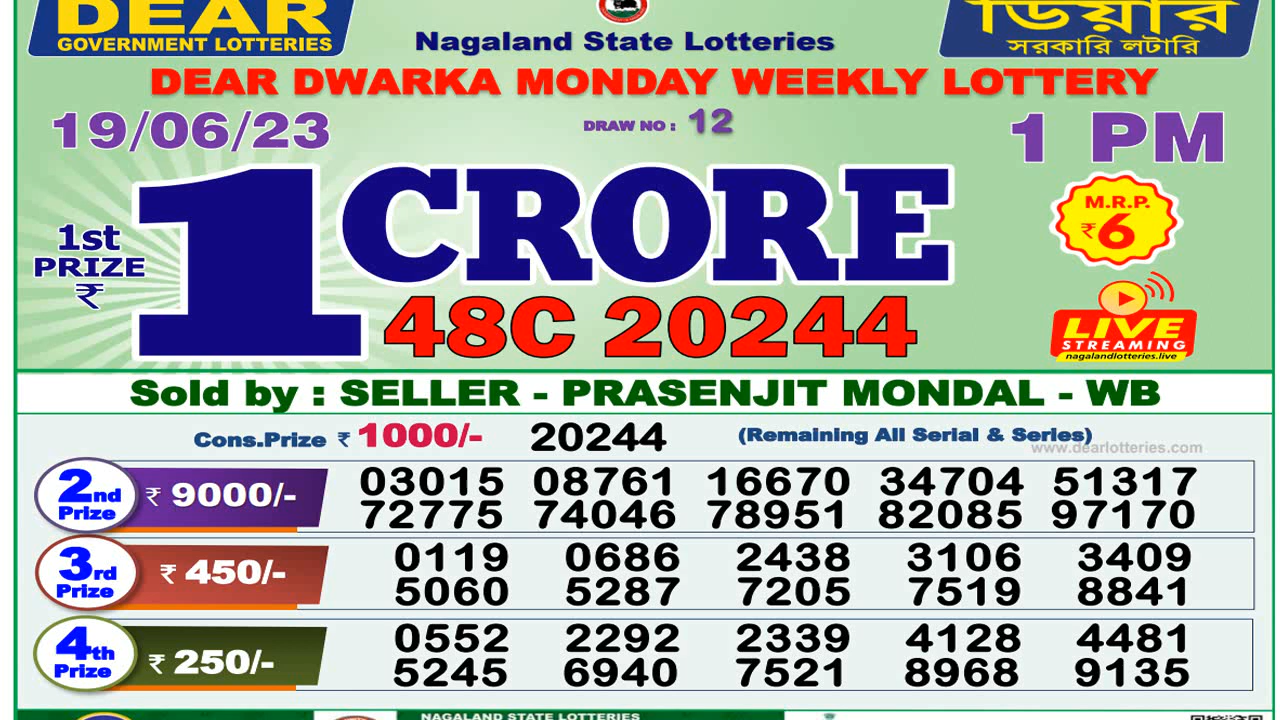 DEAR
GOVERNMENT LOTTERIES
Nagaland State Lotteries
ডিয়ার
সরকারি লটারি
DEAR DWARKA MONDAY WEEKLY LOTTERY
19/06/23
DRAW NO : 12
1 PM
1st
PRIZE
₹
1 CRORE
48C 20244
M.R.P.
₹6
LIVE
STREAMING
nagalandlotteries.live
Sold by : SELLER - PRASENJIT MONDAL - WB
Cons.Prize ₹ 1000/- 20244 (Remaining All Serial & Series)
www.dearlotteries.com
2nd
Prize
₹ 9000/-
03015 08761 16670 34704 51317
72775 74046 78951 82085 97170
3rd
Prize
₹ 450/-
0119 0686 2438 3106 3409
5060 5287 7205 7519 8841
4th
Prize
₹ 250/-
0552 2292 2339 4128 4481
5245 6940 7521 8968 9135
NAGALAND STATE LOTTERIES